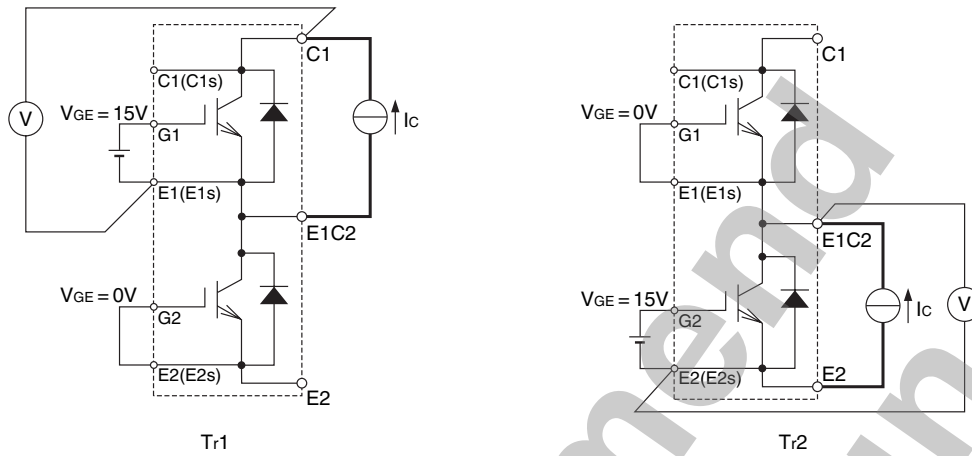 C1
C1(C1s)
VGE = 15V
G1
V
IC
E1(E1s)
E1C2
VGE = 0V
G2
E2(E2s)
E2
Tr1
C1
C1(C1s)
VGE = 0V
G1
E1(E1s)
E1C2
VGE = 15V
G2
IC
V
E2(E2s)
E2
Tr2